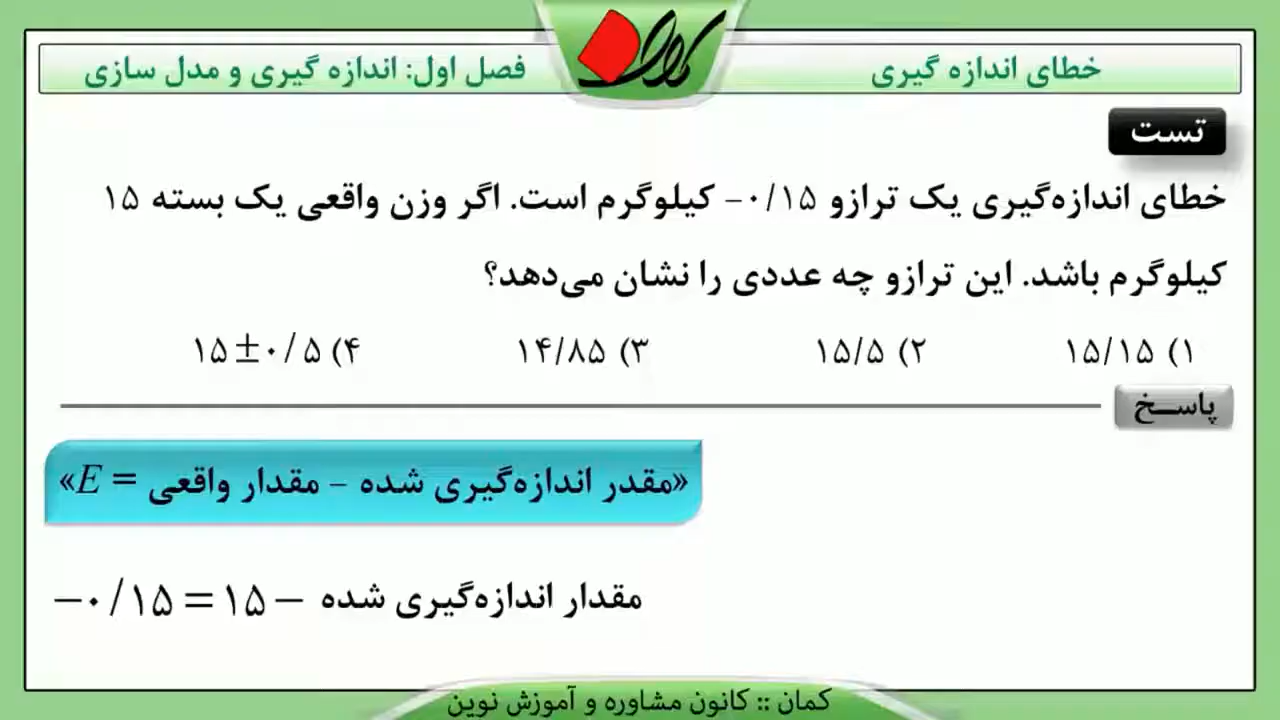 خطای اندازه گیری
فصل اول: اندازه گیری و مدل سازی
تست
خطای اندازه‌گیری یک ترازو ۰/۱۵− کیلوگرم است. اگر وزن واقعی یک بسته ۱۵
کیلوگرم باشد. این ترازو چه عددی را نشان می‌دهد؟
۱) ۱۵/۱۵ ۲) ۱۵/۵ ۳) ۱۴/۸۵ ۴) ۱۵±۰/۵
پاسخ
«E = مقدار واقعی − مقدر اندازه‌گیری شده»
−۰/۱۵ = ۱۵ − مقدار اندازه‌گیری شده
کمان :: کانون مشاوره و آموزش نوین